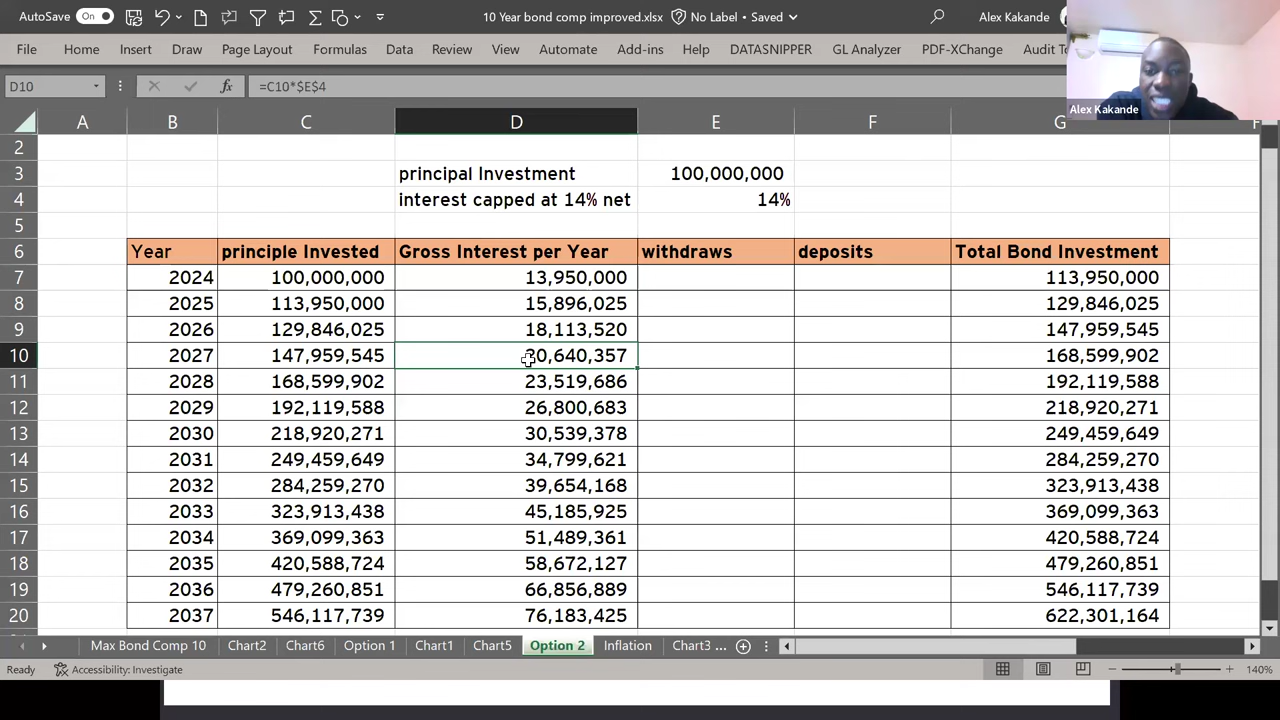 AutoSave On 10 Year bond comp improved.xlsx No Label • Saved Alex Kakande
File Home Insert Draw Page Layout Formulas Data Review View Automate Add-ins Help DATASNIPPER GL Analyzer PDF-XChange Audit
D10 fx =C10*$E$4
Alex Kakande
A B C D E F G
2
3 principal Investment 100,000,000
4 interest capped at 14% net 14%
5
6 Year principle Invested Gross Interest per Year withdraws deposits Total Bond Investment
7 2024 100,000,000 13,950,000 113,950,000
8 2025 113,950,000 15,896,025 129,846,025
9 2026 129,846,025 18,113,520 147,959,545
10 2027 147,959,545 20,640,357 168,599,902
11 2028 168,599,902 23,519,686 192,119,588
12 2029 192,119,588 26,800,683 218,920,271
13 2030 218,920,271 30,539,378 249,459,649
14 2031 249,459,649 34,799,621 284,259,270
15 2032 284,259,270 39,654,168 323,913,438
16 2033 323,913,438 45,185,925 369,099,363
17 2034 369,099,363 51,489,361 420,588,724
18 2035 420,588,724 58,672,127 479,260,851
19 2036 479,260,851 66,856,889 546,117,739
20 2037 546,117,739 76,183,425 622,301,164
Max Bond Comp 10 Chart2 Chart6 Option 1 Chart1 Chart5 Option 2 Inflation Chart3 ...
Ready Accessibility: Investigate 140%